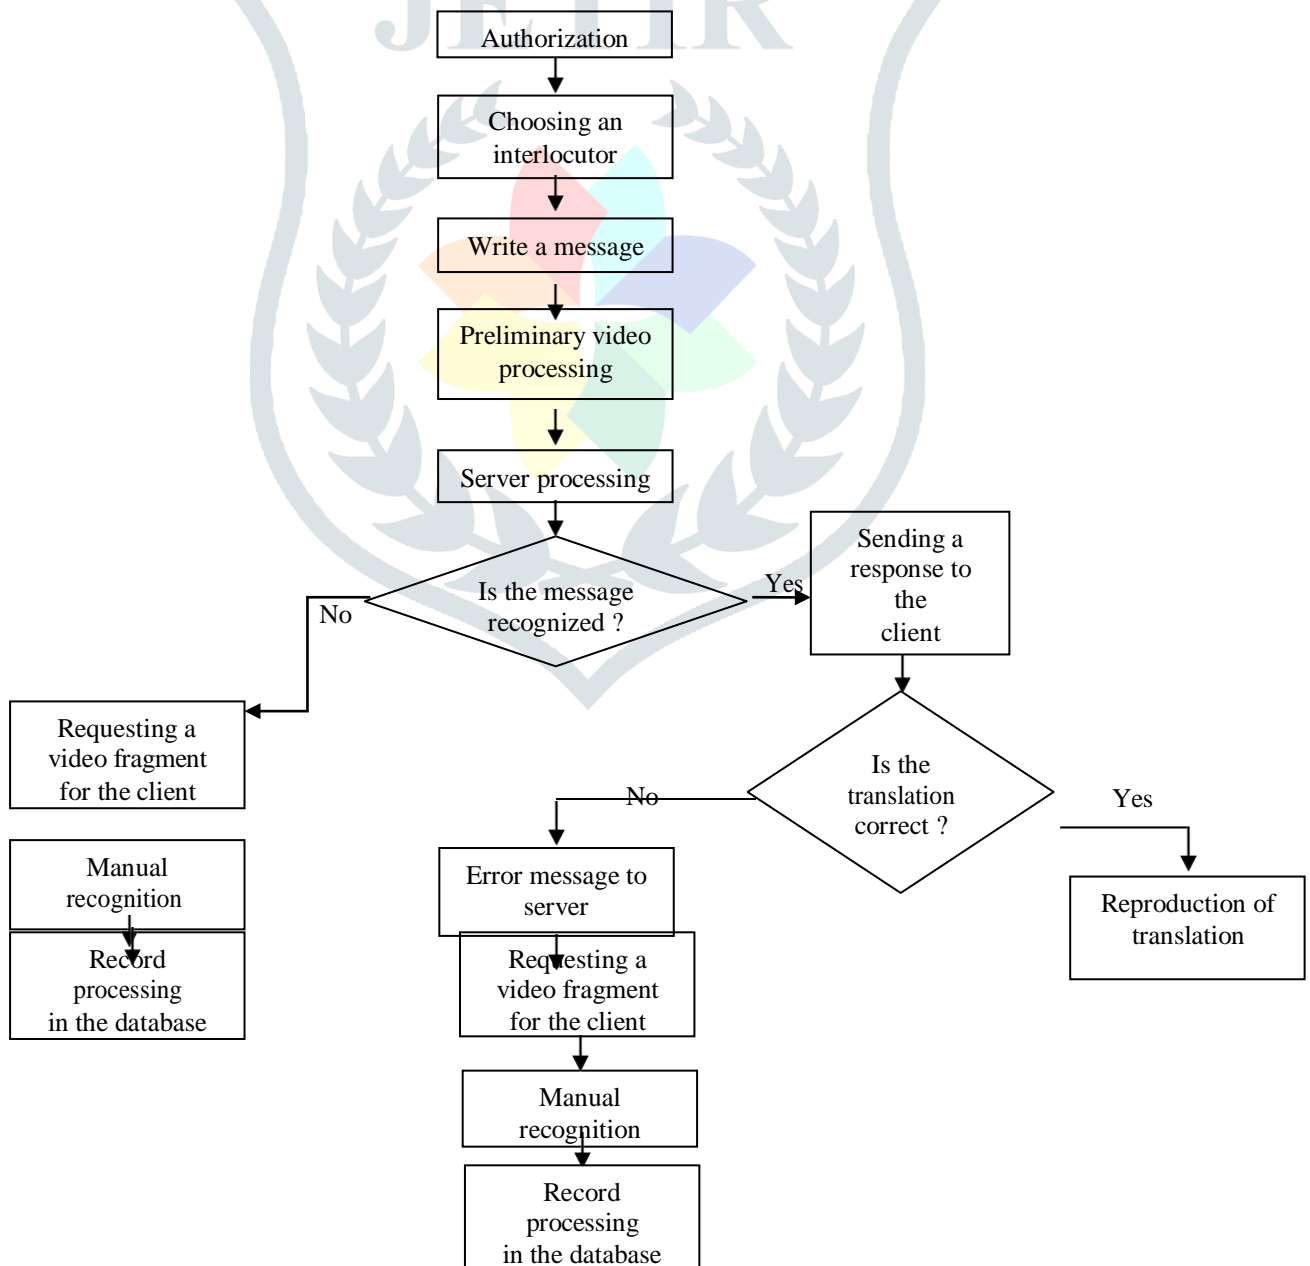 JETIR
Authorization
Choosing an
interlocutor
Write a message
Preliminary video
processing
Server processing
Is the message
recognized ?
Yes
No
Sending a
response to
the
client
Requesting a
video fragment
for the client
Is the
translation
correct ?
No
Yes
Manual
recognition
Error message to
server
Reproduction of
translation
Record
processing
in the database
Requesting a
video fragment
for the client
Manual
recognition
Record
processing
in the database